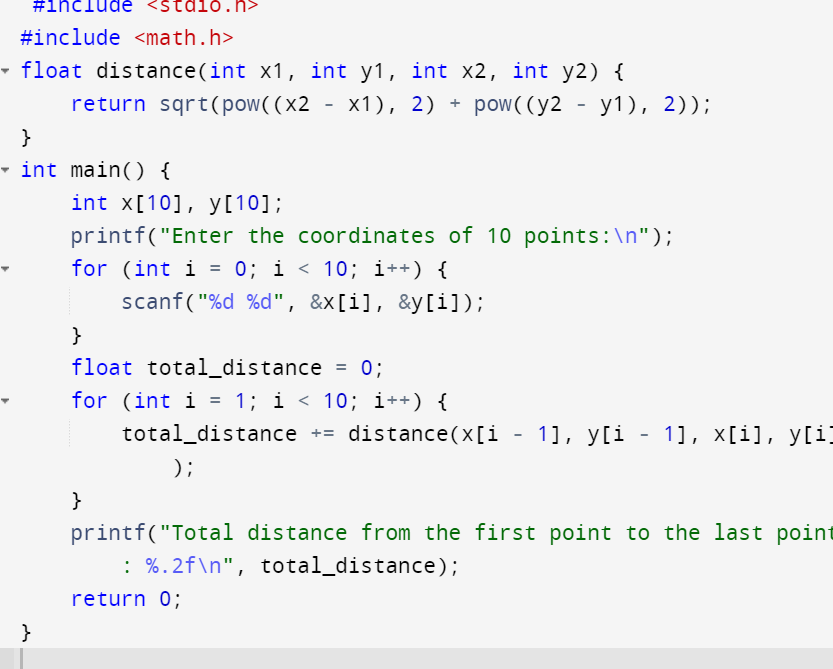 #include <stdio.h>
#include <math.h>
float distance(int x1, int y1, int x2, int y2) {
    return sqrt(pow((x2 - x1), 2) + pow((y2 - y1), 2));
}
int main() {
    int x[10], y[10];
    printf("Enter the coordinates of 10 points:\n");
    for (int i = 0; i < 10; i++) {
        scanf("%d %d", &x[i], &y[i]);
    }
    float total_distance = 0;
    for (int i = 1; i < 10; i++) {
        total_distance += distance(x[i - 1], y[i - 1], x[i], y[i]
            );
    }
    printf("Total distance from the first point to the last point
        : %.2f\n", total_distance);
    return 0;
}